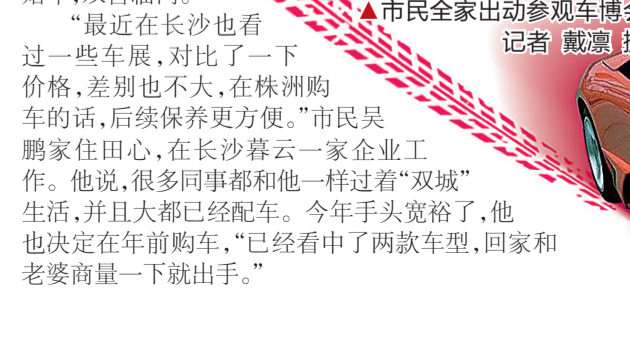 “最近在长沙也看
过一些车展,对比了一下
价格,差别也不大,在株洲购
车的话,后续保养更方便。”市民吴
鹏家住田心,在长沙暮云一家企业工
作。他说,很多同事都和他一样过着“双城”
生活,并且大都已经配车。今年手头宽裕了,他
也决定在年前购车,“已经看中了两款车型,回家和
老婆商量一下就出手。”
▲市民全家出动参观车博
记者 戴凛